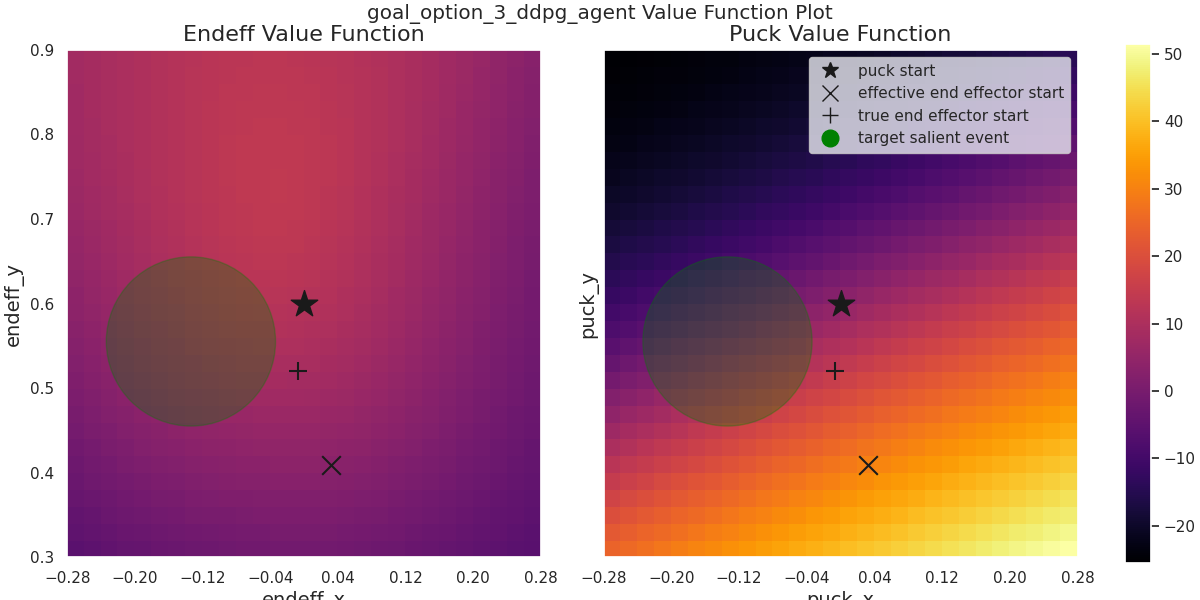 goal_option_3_ddpg_agent Value Function Plot
Endeff Value Function
0.9
0.8
0.7
0.6
0.5
0.4
0.3
endeff_y
−0.28 −0.20 −0.12 −0.04 0.04 0.12 0.20 0.28
endeff_x
Puck Value Function
puck start
effective end effector start
true end effector start
target salient event
puck_y
−0.28 −0.20 −0.12 −0.04 0.04 0.12 0.20 0.28
puck_x
50
40
30
20
10
0
−10
−20